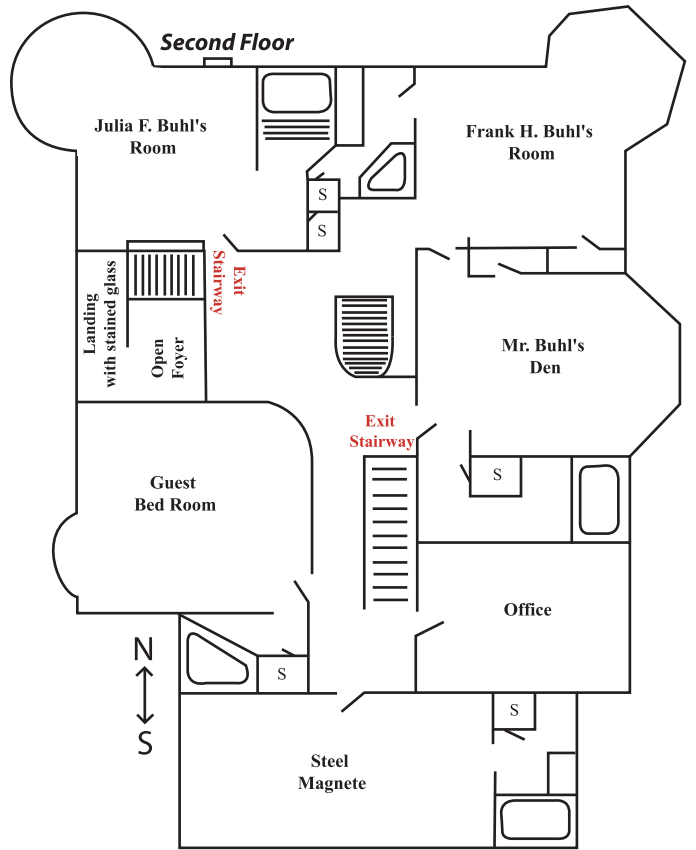 Second Floor
Julia F. Buhl's
Room
Frank H. Buhl's
Room
S
S
Exit
Stairway
Landing
with stained glass
Open
Foyer
Mr. Buhl's
Den
Exit
Stairway
S
Guest
Bed Room
Office
N
S
S
S
Steel
Magnete